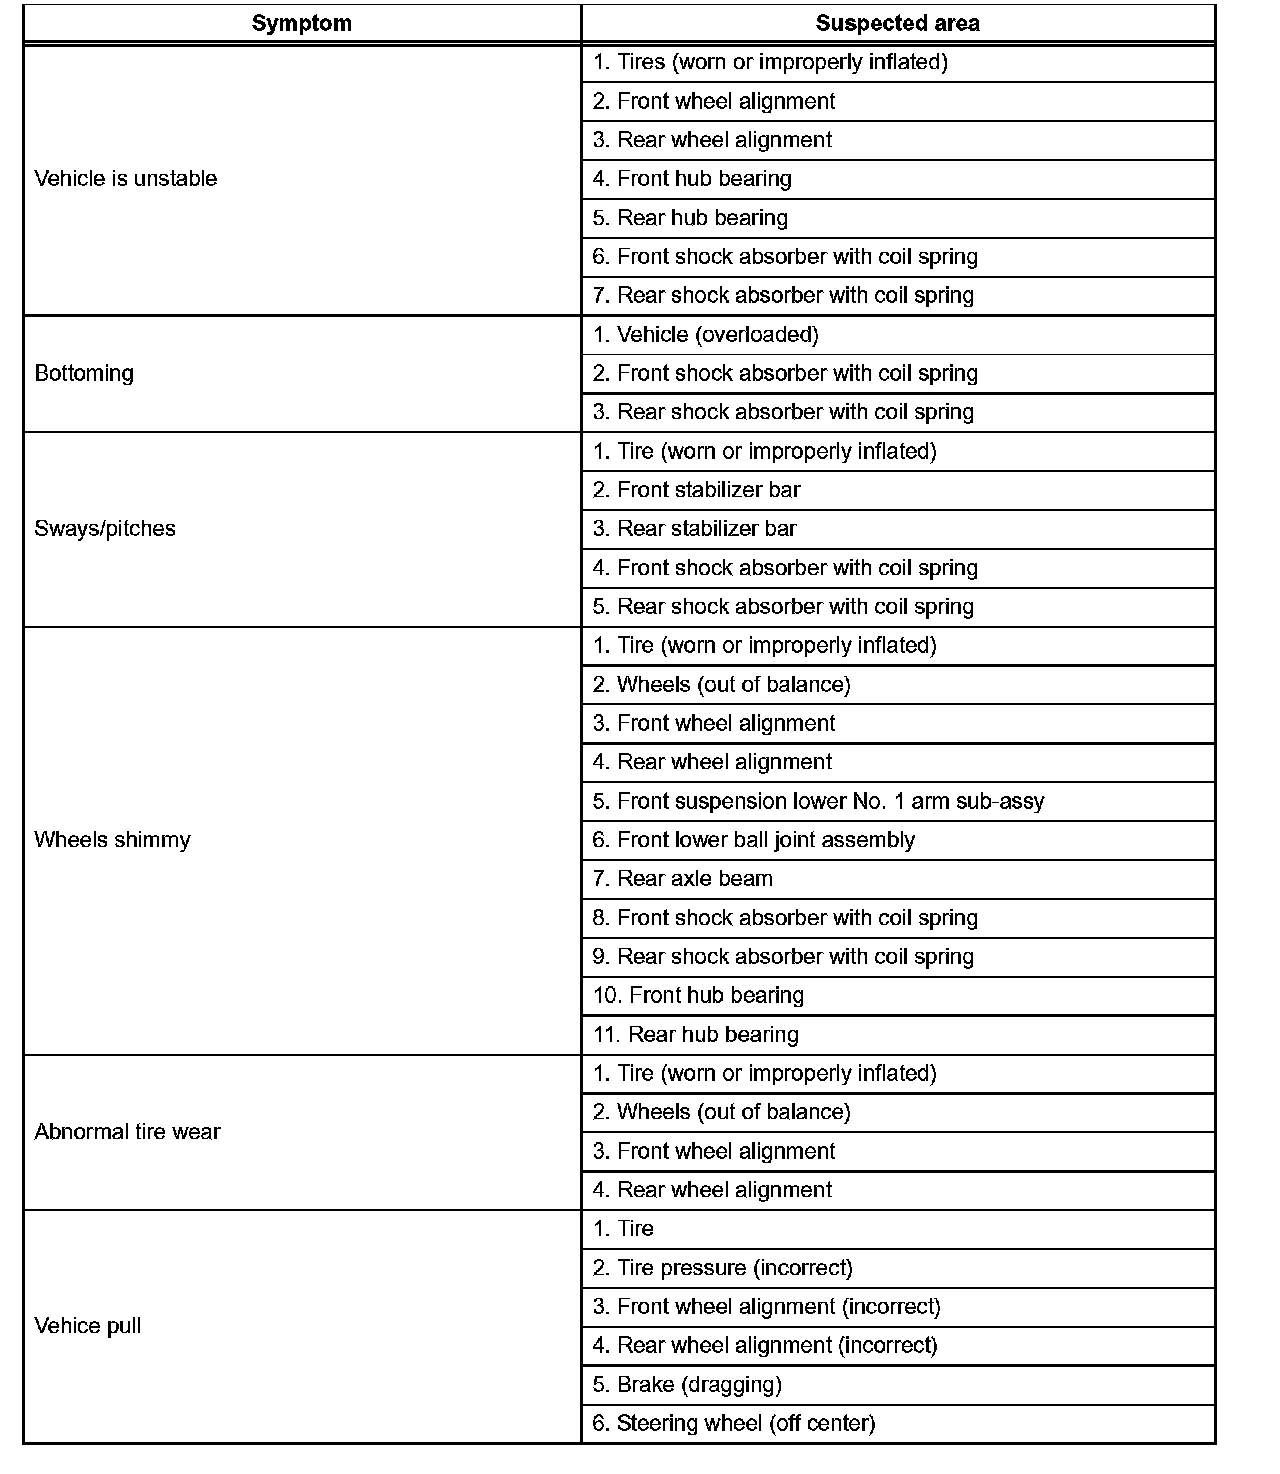 Symptom
Suspected area
Vehicle is unstable
1. Tires (worn or improperly inflated)
2. Front wheel alignment
3. Rear wheel alignment
4. Front hub bearing
5. Rear hub bearing
6. Front shock absorber with coil spring
7. Rear shock absorber with coil spring
Bottoming
1. Vehicle (overloaded)
2. Front shock absorber with coil spring
3. Rear shock absorber with coil spring
Sways/pitches
1. Tire (worn or improperly inflated)
2. Front stabilizer bar
3. Rear stabilizer bar
4. Front shock absorber with coil spring
5. Rear shock absorber with coil spring
Wheels shimmy
1. Tire (worn or improperly inflated)
2. Wheels (out of balance)
3. Front wheel alignment
4. Rear wheel alignment
5. Front suspension lower No. 1 arm sub-assy
6. Front lower ball joint assembly
7. Rear axle beam
8. Front shock absorber with coil spring
9. Rear shock absorber with coil spring
10. Front hub bearing
11. Rear hub bearing
Abnormal tire wear
1. Tire (worn or improperly inflated)
2. Wheels (out of balance)
3. Front wheel alignment
4. Rear wheel alignment
Vehice pull
1. Tire
2. Tire pressure (incorrect)
3. Front wheel alignment (incorrect)
4. Rear wheel alignment (incorrect)
5. Brake (dragging)
6. Steering wheel (off center)